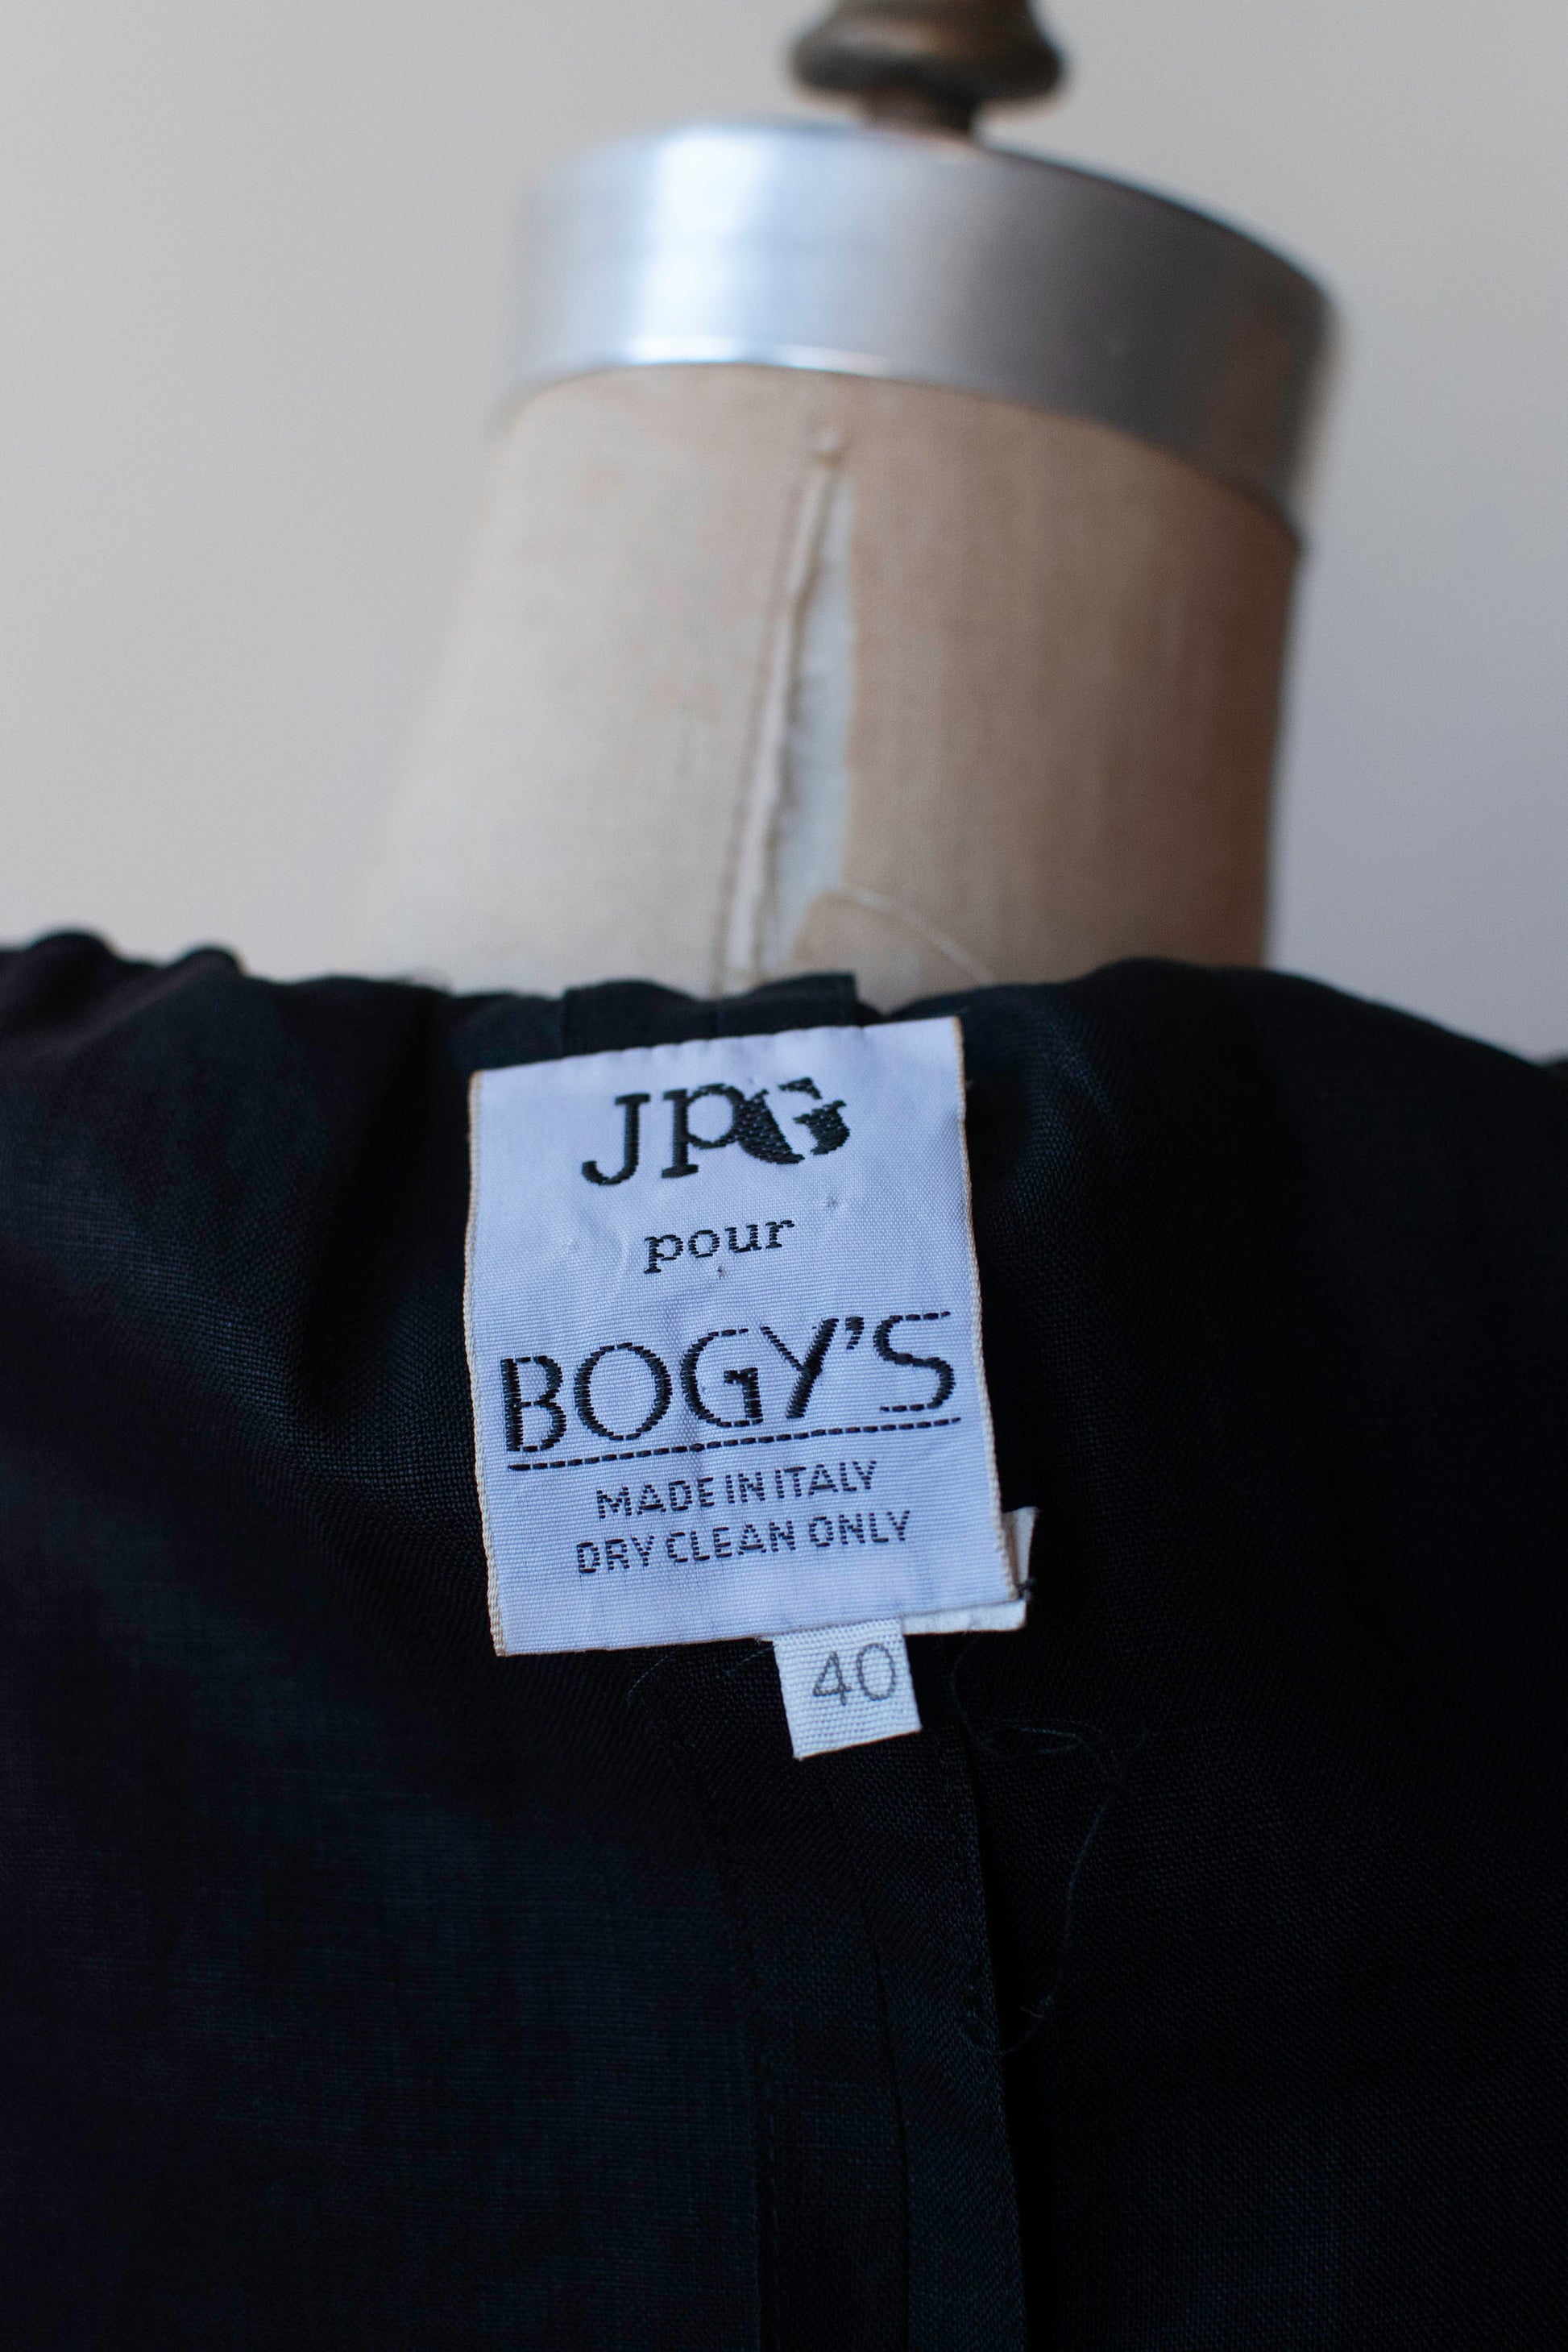 JPG
pour
BOGY'S
MADE IN ITALY
DRY CLEAN ONLY
40